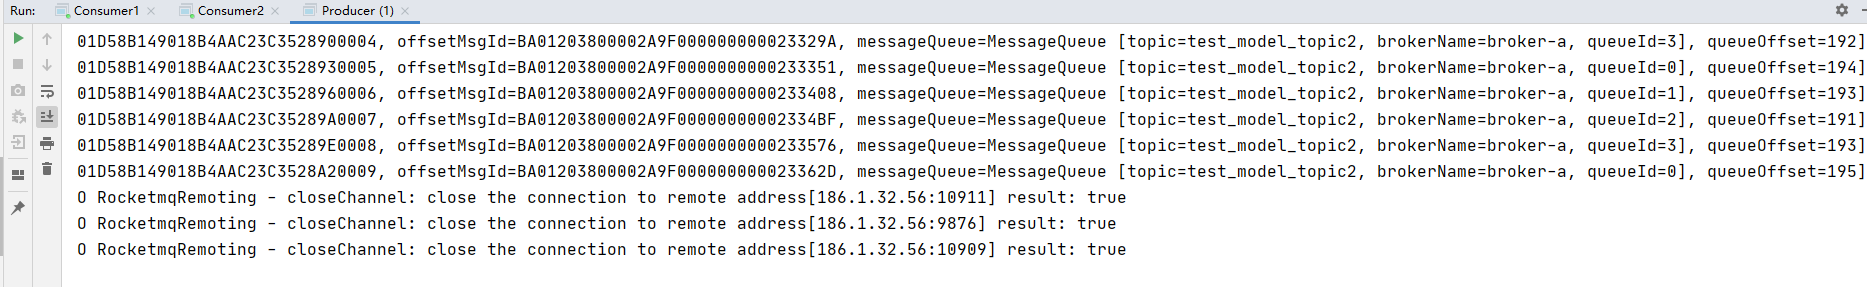 Run: Consumer1 × Consumer2 × Producer (1) ×
01D58B149018B4AAC23C3528900004, offsetMsgId=BA01203800002A9F000000000023329A, messageQueue=MessageQueue [topic=test_model_topic2, brokerName=broker-a, queueId=3], queueOffset=192]
01D58B149018B4AAC23C3528930005, offsetMsgId=BA01203800002A9F0000000000233351, messageQueue=MessageQueue [topic=test_model_topic2, brokerName=broker-a, queueId=0], queueOffset=194]
01D58B149018B4AAC23C3528960006, offsetMsgId=BA01203800002A9F0000000000233408, messageQueue=MessageQueue [topic=test_model_topic2, brokerName=broker-a, queueId=1], queueOffset=193]
01D58B149018B4AAC23C35289A0007, offsetMsgId=BA01203800002A9F00000000002334BF, messageQueue=MessageQueue [topic=test_model_topic2, brokerName=broker-a, queueId=2], queueOffset=191]
01D58B149018B4AAC23C35289E0008, offsetMsgId=BA01203800002A9F0000000000233576, messageQueue=MessageQueue [topic=test_model_topic2, brokerName=broker-a, queueId=3], queueOffset=193]
01D58B149018B4AAC23C3528A20009, offsetMsgId=BA01203800002A9F000000000023362D, messageQueue=MessageQueue [topic=test_model_topic2, brokerName=broker-a, queueId=0], queueOffset=195]
O RocketmqRemoting - closeChannel: close the connection to remote address[186.1.32.56:10911] result: true
O RocketmqRemoting - closeChannel: close the connection to remote address[186.1.32.56:9876] result: true
O RocketmqRemoting - closeChannel: close the connection to remote address[186.1.32.56:10909] result: true